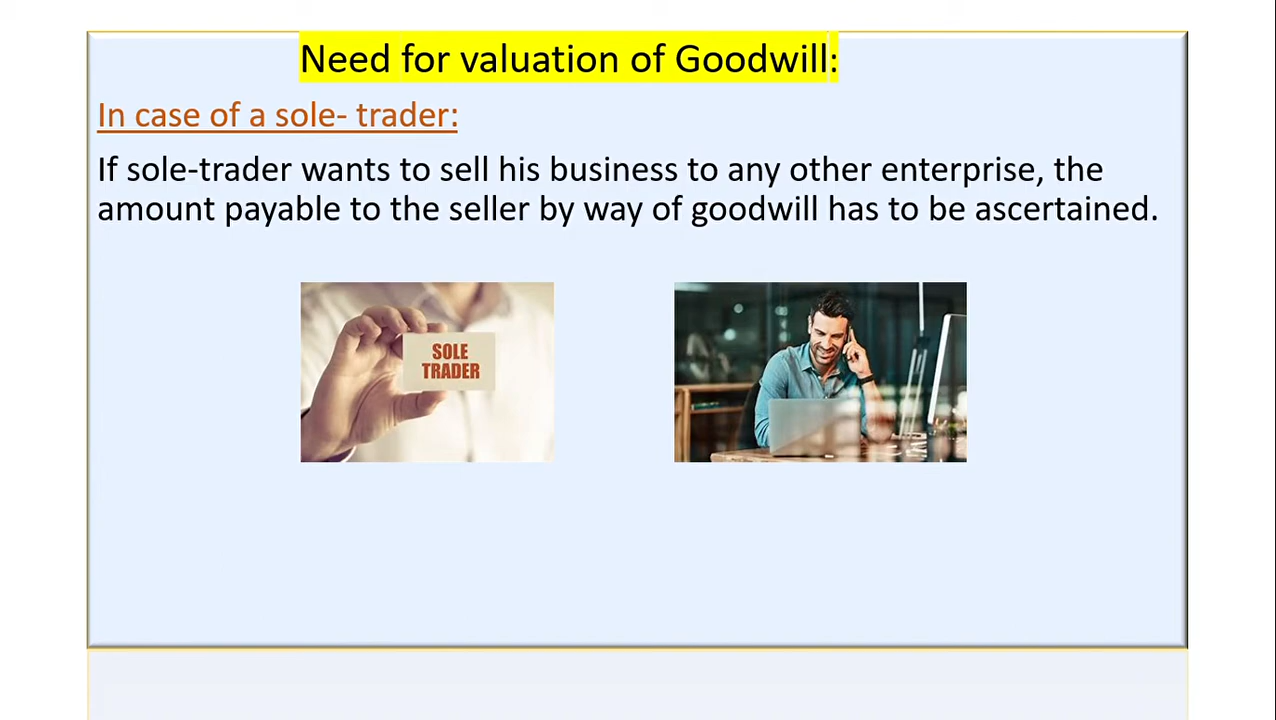 Need for valuation of Goodwill:
In case of a sole- trader:
If sole-trader wants to sell his business to any other enterprise, the
amount payable to the seller by way of goodwill has to be ascertained.
SOLE
TRADER